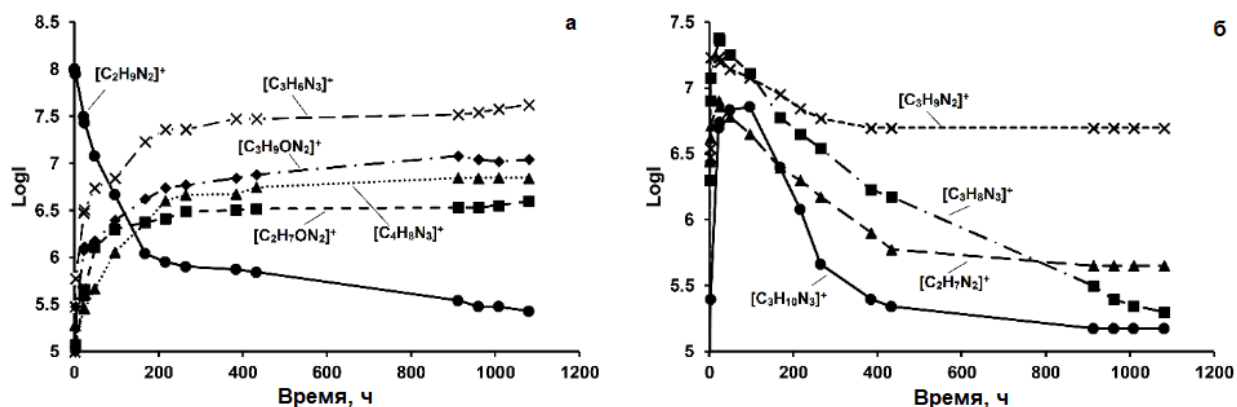 а
8.5
8
7.5
7
6.5
6
5.5
5
LogI
0
200
400
600
800
1000
1200
Время, ч
[C₂H₉N₂]⁺
[C₃H₆N₃]⁺
[C₃H₉ON₂]⁺
[C₂H₇ON₂]⁺
[C₄H₈N₃]⁺
б
7.5
7
6.5
6
5.5
5
LogI
0
200
400
600
800
1000
1200
Время, ч
[C₃H₉N₂]⁺
[C₃H₈N₃]⁺
[C₂H₇N₂]⁺
[C₃H₁₀N₃]⁺